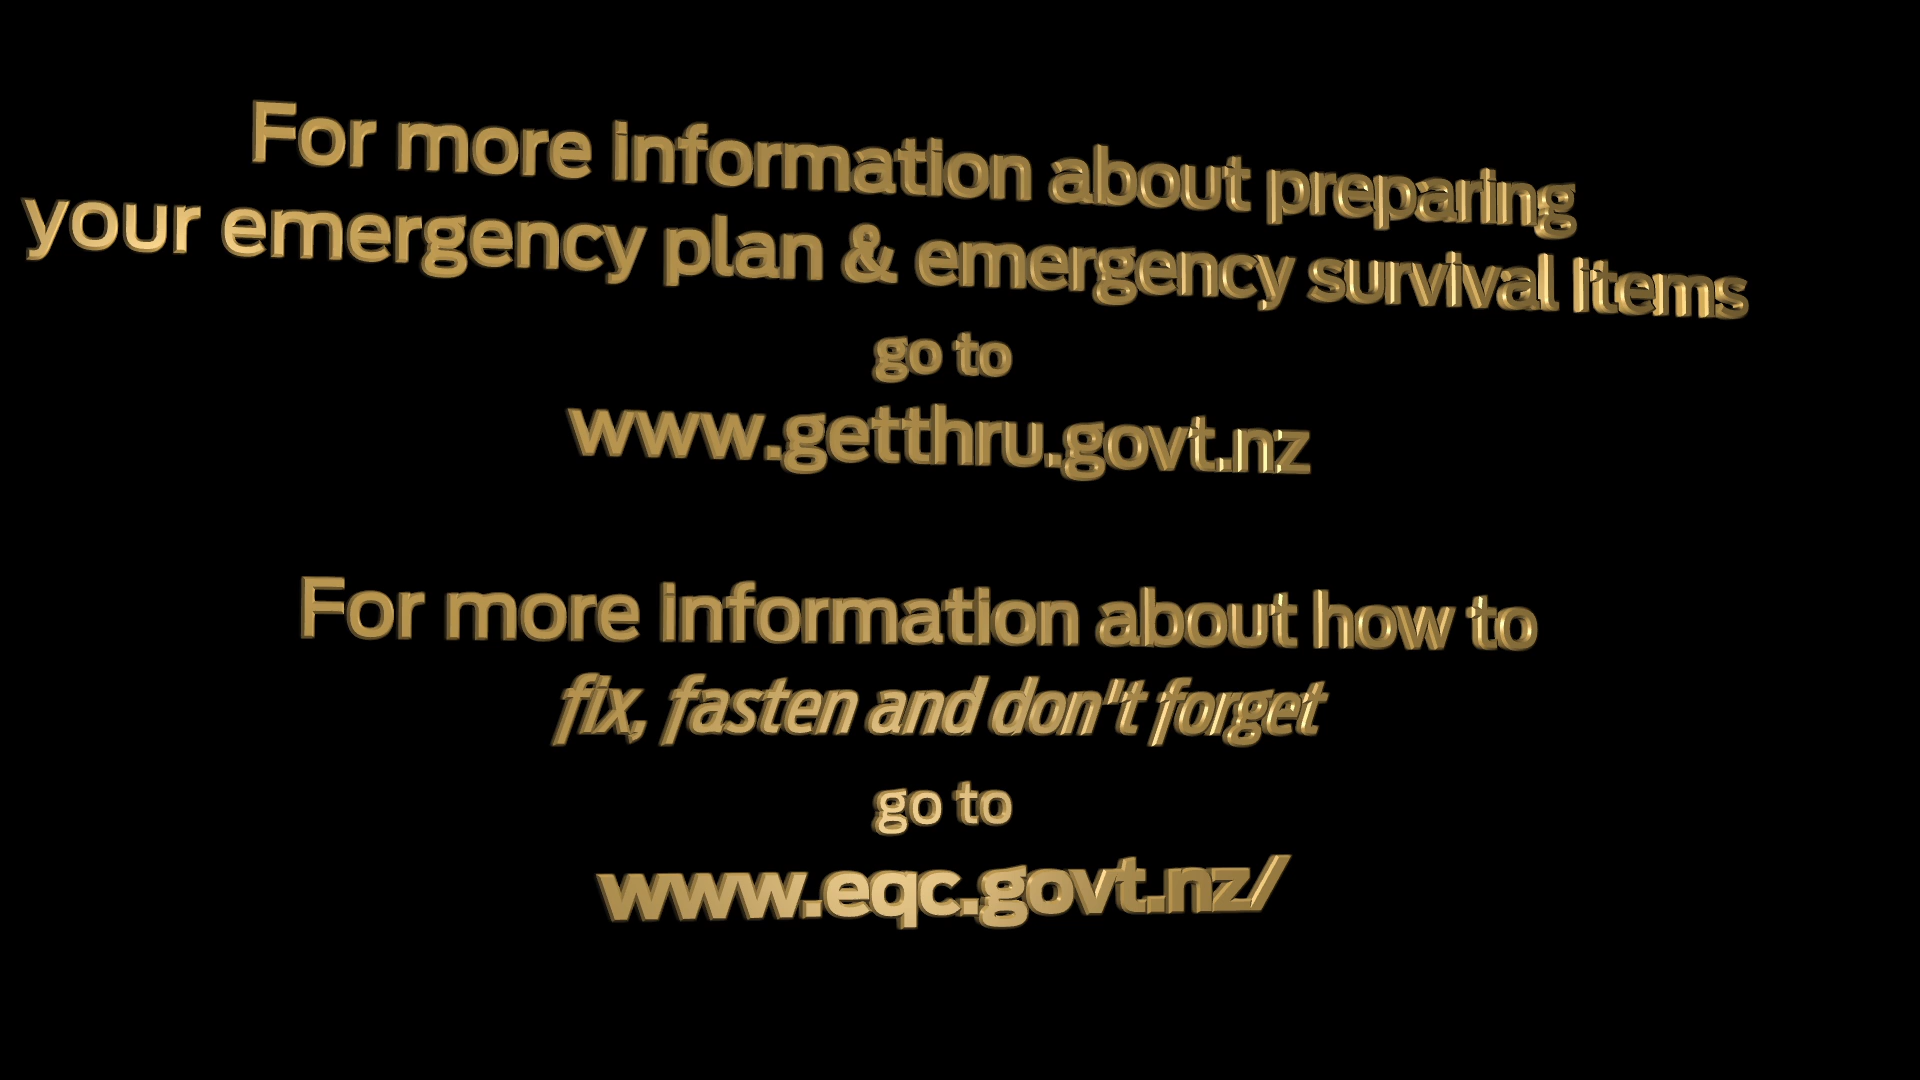 For more information about preparing
your emergency plan & emergency survival items
go to
www.getthru.govt.nz
For more information about how to
fix, fasten and don't forget
go to
www.eqc.govt.nz/